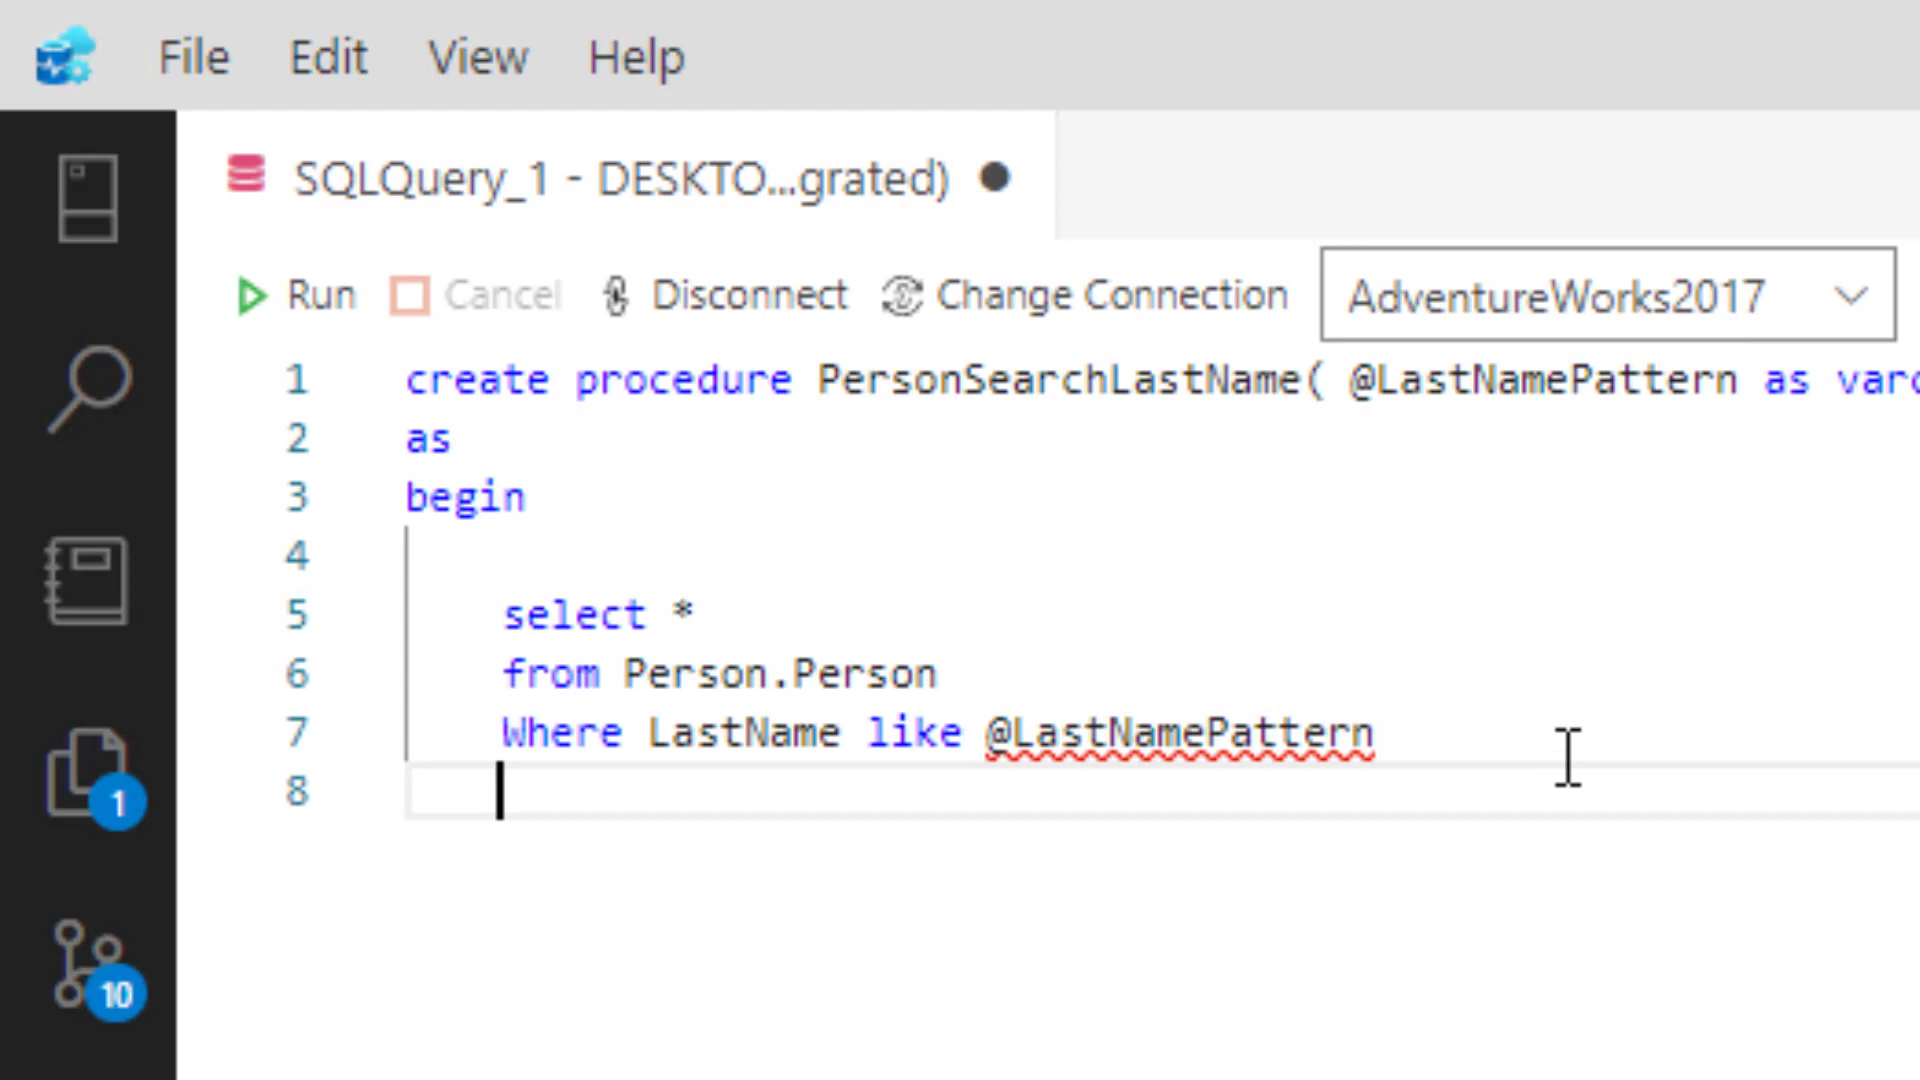 File Edit View Help
SQLQuery_1 - DESKTO...grated)
Run Cancel Disconnect Change Connection AdventureWorks2017
1 create procedure PersonSearchLastName( @LastNamePattern as varc
2 as
3 begin
4
5 select *
6 from Person.Person
7 Where LastName like @LastNamePattern
8
1
10